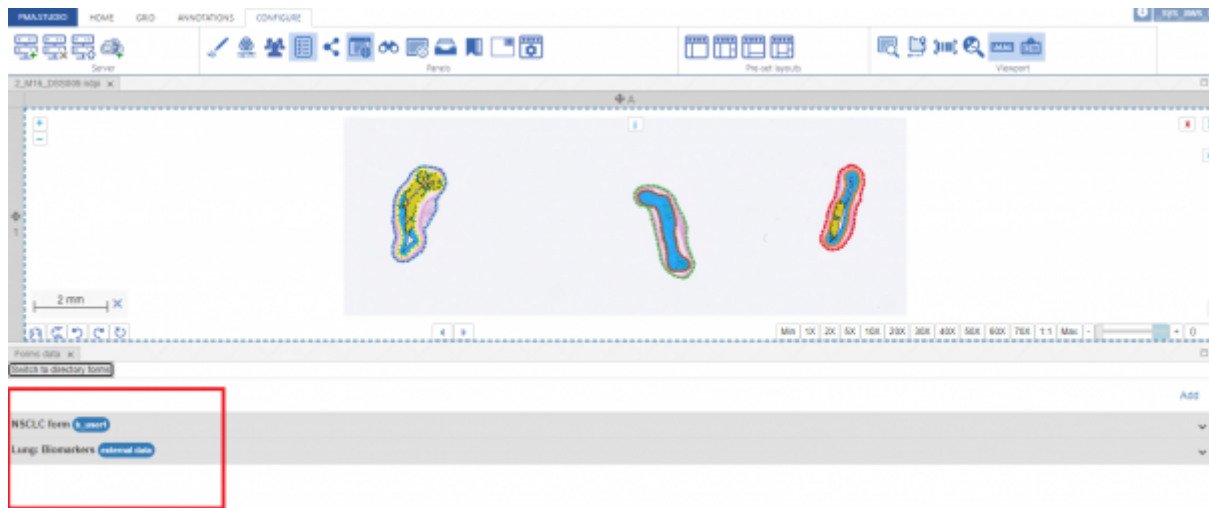 PMA.STUDIO HOME GRID ANNOTATIONS CONFIGURE
Server Panels Pre-set layouts Viewport
A
1
2 mm
Min 1X 2X 5X 10X 20X 30X 40X 50X 60X 70X 1:1 Max - + 0
Forms data
Switch to directory forms
Add
NSCLC form
Lung: Biomarkers external data